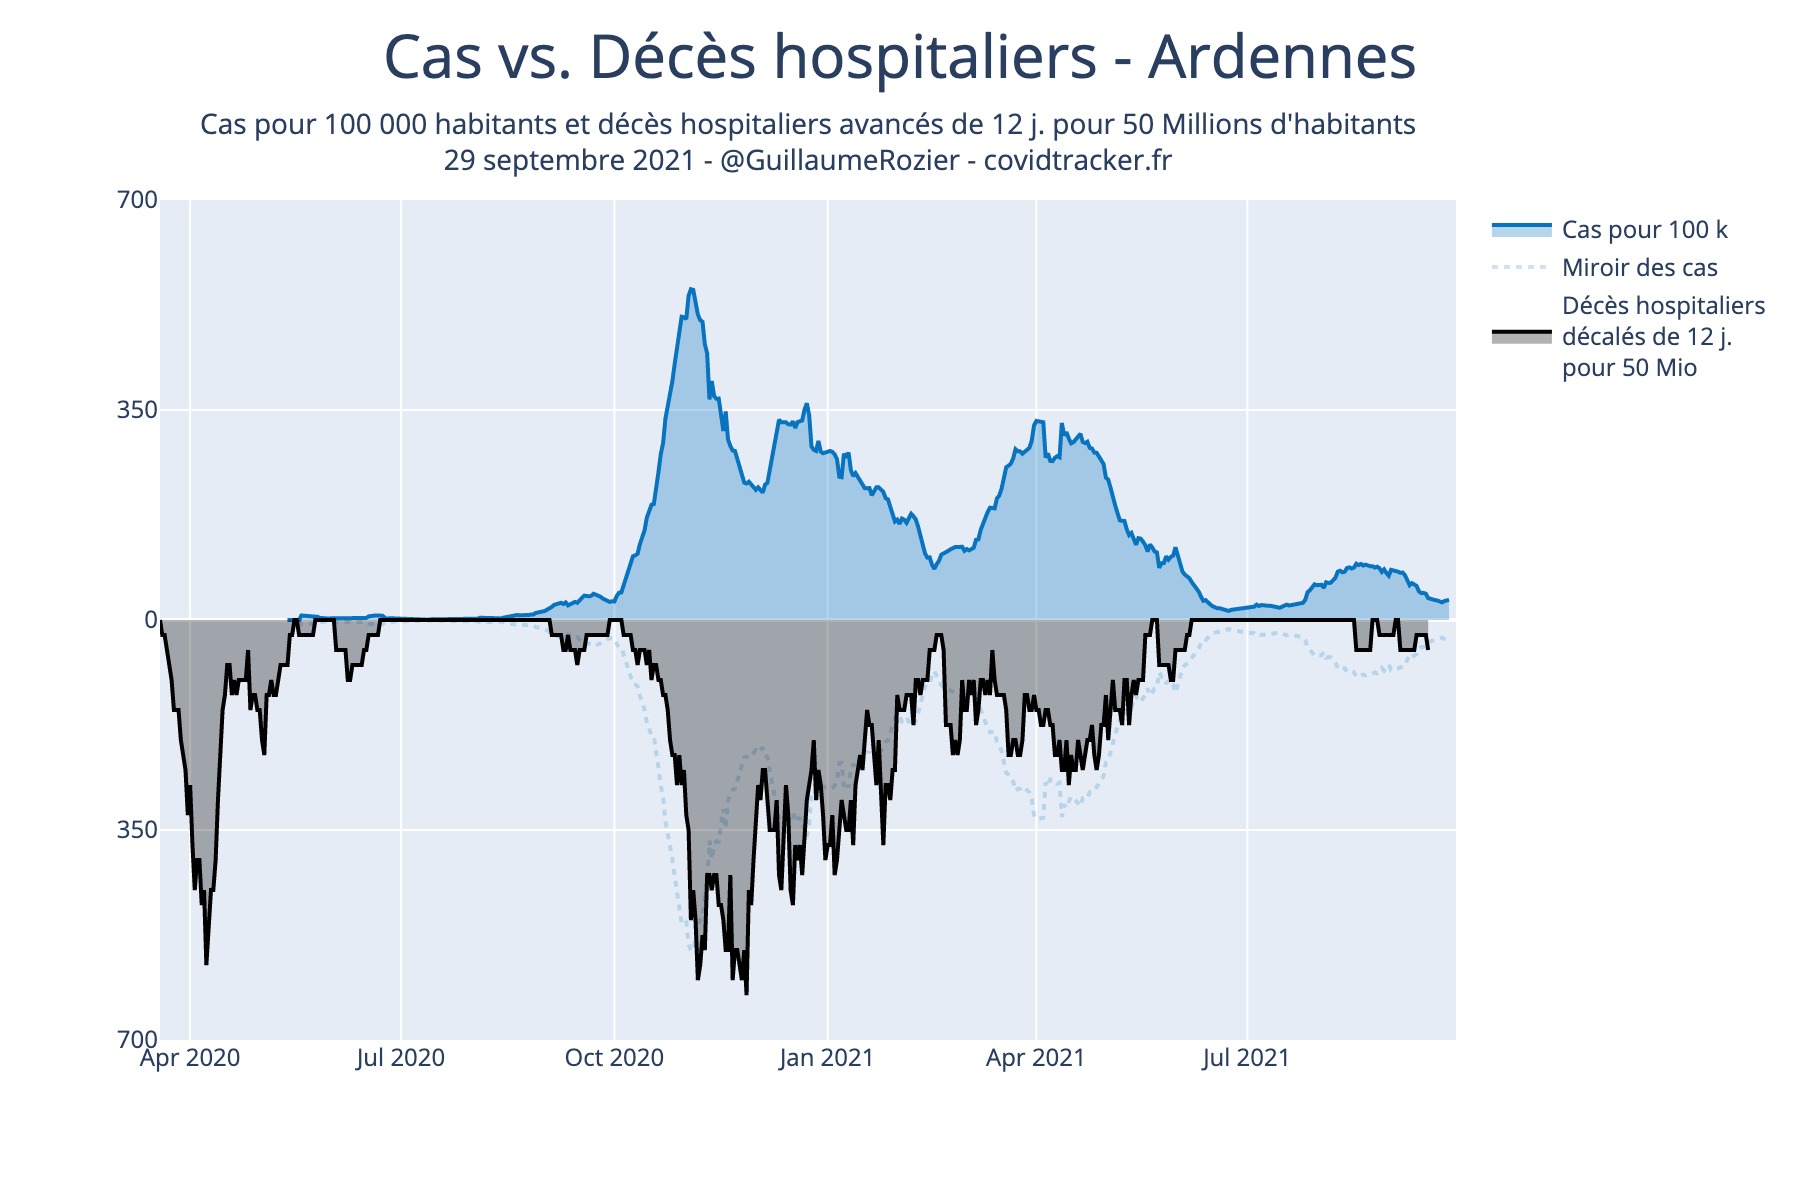 Cas vs. Décès hospitaliers - Ardennes
Cas pour 100 000 habitants et décès hospitaliers avancés de 12 j. pour 50 Millions d'habitants
29 septembre 2021 - @GuillaumeRozier - covidtracker.fr
700
350
0
350
700
Apr 2020
Jul 2020
Oct 2020
Jan 2021
Apr 2021
Jul 2021
Cas pour 100 k
Miroir des cas
Décès hospitaliers
décalés de 12 j.
pour 50 Mio